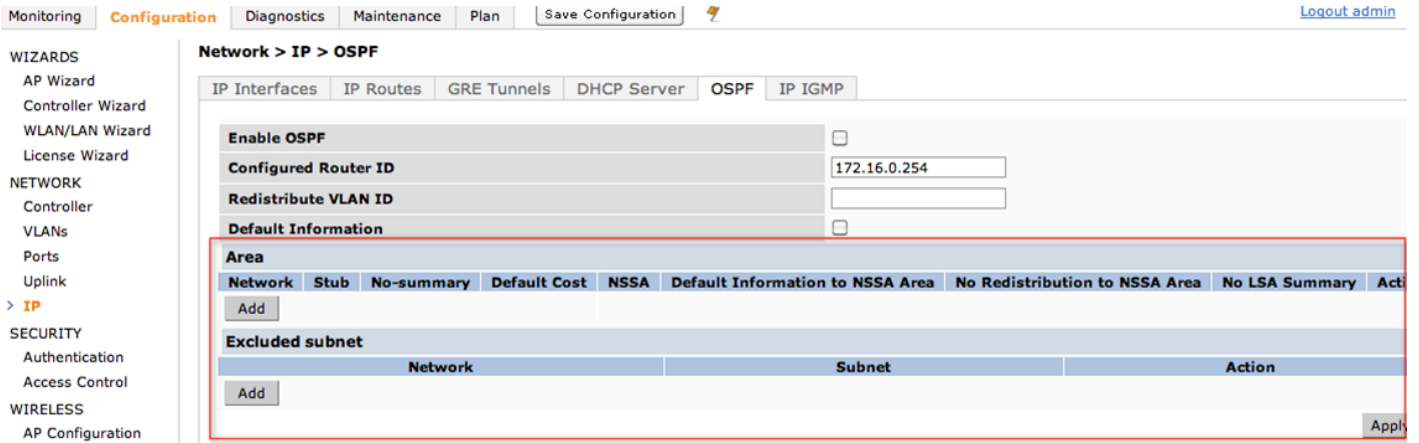 Monitoring Configuration Diagnostics Maintenance Plan Save Configuration Logout admin
WIZARDS
AP Wizard
Controller Wizard
WLAN/LAN Wizard
License Wizard
NETWORK
Controller
VLANs
Ports
Uplink
> IP
SECURITY
Authentication
Access Control
WIRELESS
AP Configuration
Network > IP > OSPF
IP Interfaces IP Routes GRE Tunnels DHCP Server OSPF IP IGMP
Enable OSPF
Configured Router ID 172.16.0.254
Redistribute VLAN ID
Default Information
Area
Network Stub No-summary Default Cost NSSA Default Information to NSSA Area No Redistribution to NSSA Area No LSA Summary Acti
Add
Excluded subnet
Network Subnet Action
Add
Apply